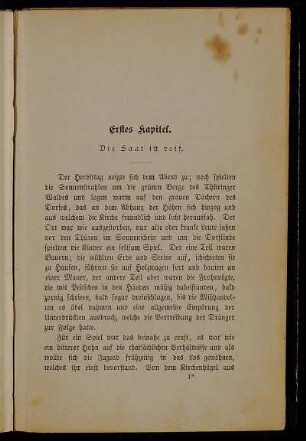 Erstes Kapitel.
Die Saat ist reif.
Der Herbsttag neigte sich dem Abend zu; noch spielten
die Sonnenstrahlen um die grünen Berge des Thüringer
Waldes und lagen warm auf den grauen Dächern des
Dorfes, das an dem Abhang der Höhen sich hinzog und
aus welchem die Kirche freundlich und licht heraussah. Der
Ort war wie ausgestorben, nur alte oder kranke Leute saßen
vor den Thüren im Sonnenschein und um die Dorflinde
spielten die Kinder ein seltsam Spiel. Der eine Teil waren
Bauern; die wühlten Erde und Steine auf, schichteten sie
zu Haufen, führten sie auf Holzwagen fort und bauten an
einer Mauer, der andere Teil aber waren die Frohnvögte,
die mit Peitschen in den Händen müßig dabeistanden, bald
zornig schrieen, bald sogar dreinschlugen, bis die Mißhandel-
ten es übel nahmen und eine allgemeine Empörung der
Unterdrückten ausbrach, welche die Vertreibung der Dränger
zur Folge hatte.
Für ein Spiel war das beinahe zu ernst, es war wie
ein bitterer Hohn auf die thatsächlichen Verhältnisse und als
wollte sich die Jugend frühzeitig in das Los gewöhnen,
welches ihr einst bevorstand. Von dem Kirchenhügel aus
1*